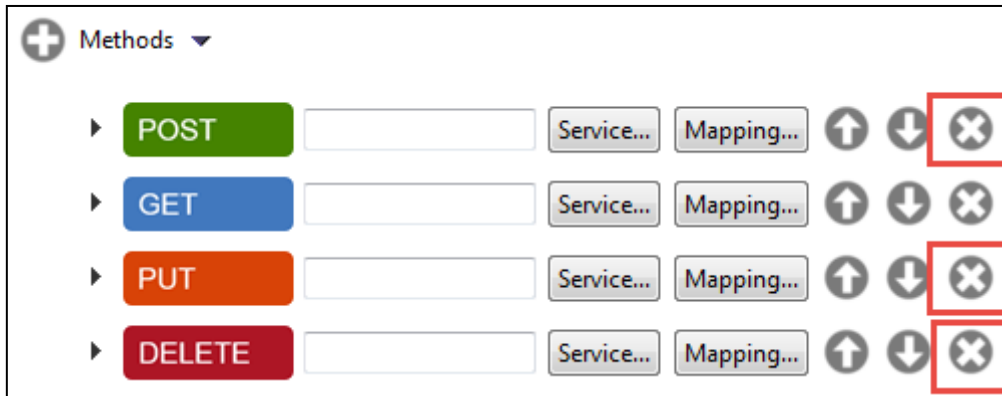 Methods
POST Service... Mapping...
GET Service... Mapping...
PUT Service... Mapping...
DELETE Service... Mapping...